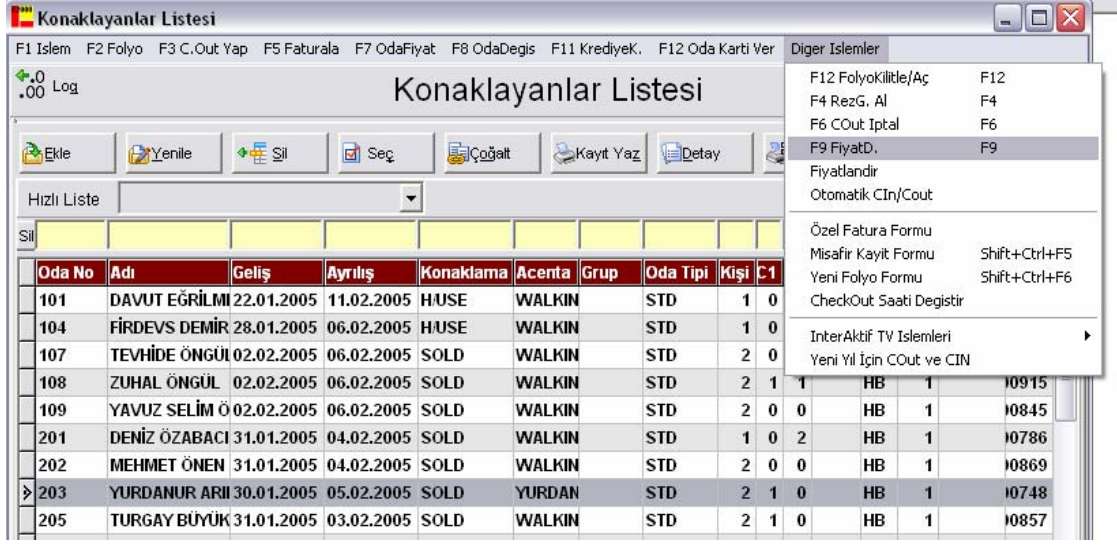 Konaklayanlar Listesi
F1 Islem F2 Folyo F3 C.Out Yap F5 Faturala F7 OdaFiyat F8 OdaDegis F11 KrediyeK. F12 Oda Karti Ver Diger Islemler
.0 .00 Log
Konaklayanlar Listesi
F12 FolyoKilitle/Aç F12
F4 RezG. Al F4
F6 COut Iptal F6
F9 FiyatD. F9
Fiyatlandir
Otomatik CIn/Cout
Özel Fatura Formu
Misafir Kayit Formu Shift+Ctrl+F5
Yeni Folyo Formu Shift+Ctrl+F6
CheckOut Saati Degistir
InterAktif TV Islemleri
Yeni Yıl İçin COut ve CIN
Ekle Yenile Sil Seç Çoğalt Kayıt Yaz Detay
Hızlı Liste
Sil
Oda No Adı Geliş Ayrılış Konaklama Acenta Grup Oda Tipi Kişi C1
101 DAVUT EĞRİLMI 22.01.2005 11.02.2005 H/USE WALKIN STD 1 0
104 FİRDEVS DEMİR 28.01.2005 06.02.2005 H/USE WALKIN STD 1 0
107 TEVHİDE ÖNGÜL 02.02.2005 06.02.2005 SOLD WALKIN STD 2 0
108 ZUHAL ÖNGÜL 02.02.2005 06.02.2005 SOLD WALKIN STD 2 1 1 HB 1 00915
109 YAVUZ SELİM Ö 02.02.2005 06.02.2005 SOLD WALKIN STD 2 0 0 HB 1 00845
201 DENİZ ÖZABACI 31.01.2005 04.02.2005 SOLD WALKIN STD 1 0 2 HB 1 00786
202 MEHMET ÖNEN 31.01.2005 04.02.2005 SOLD WALKIN STD 2 0 0 HB 1 00869
203 YURDANUR ARII 30.01.2005 05.02.2005 SOLD YURDAN STD 2 1 0 HB 1 00748
205 TURGAY BÜYÜK 31.01.2005 03.02.2005 SOLD WALKIN STD 2 1 0 HB 1 00857